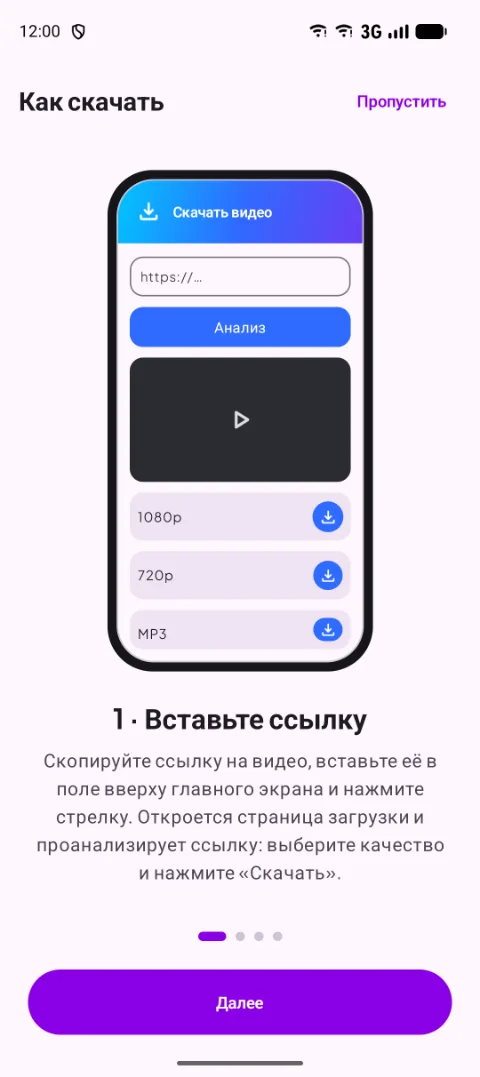 12:00
3G
Как скачать
Пропустить
Скачать видео
https://...
Анализ
1080p
720p
MP3
1 · Вставьте ссылку
Скопируйте ссылку на видео, вставьте её в
поле вверху главного экрана и нажмите
стрелку. Откроется страница загрузки и
проанализирует ссылку: выберите качество
и нажмите «Скачать».
Далее